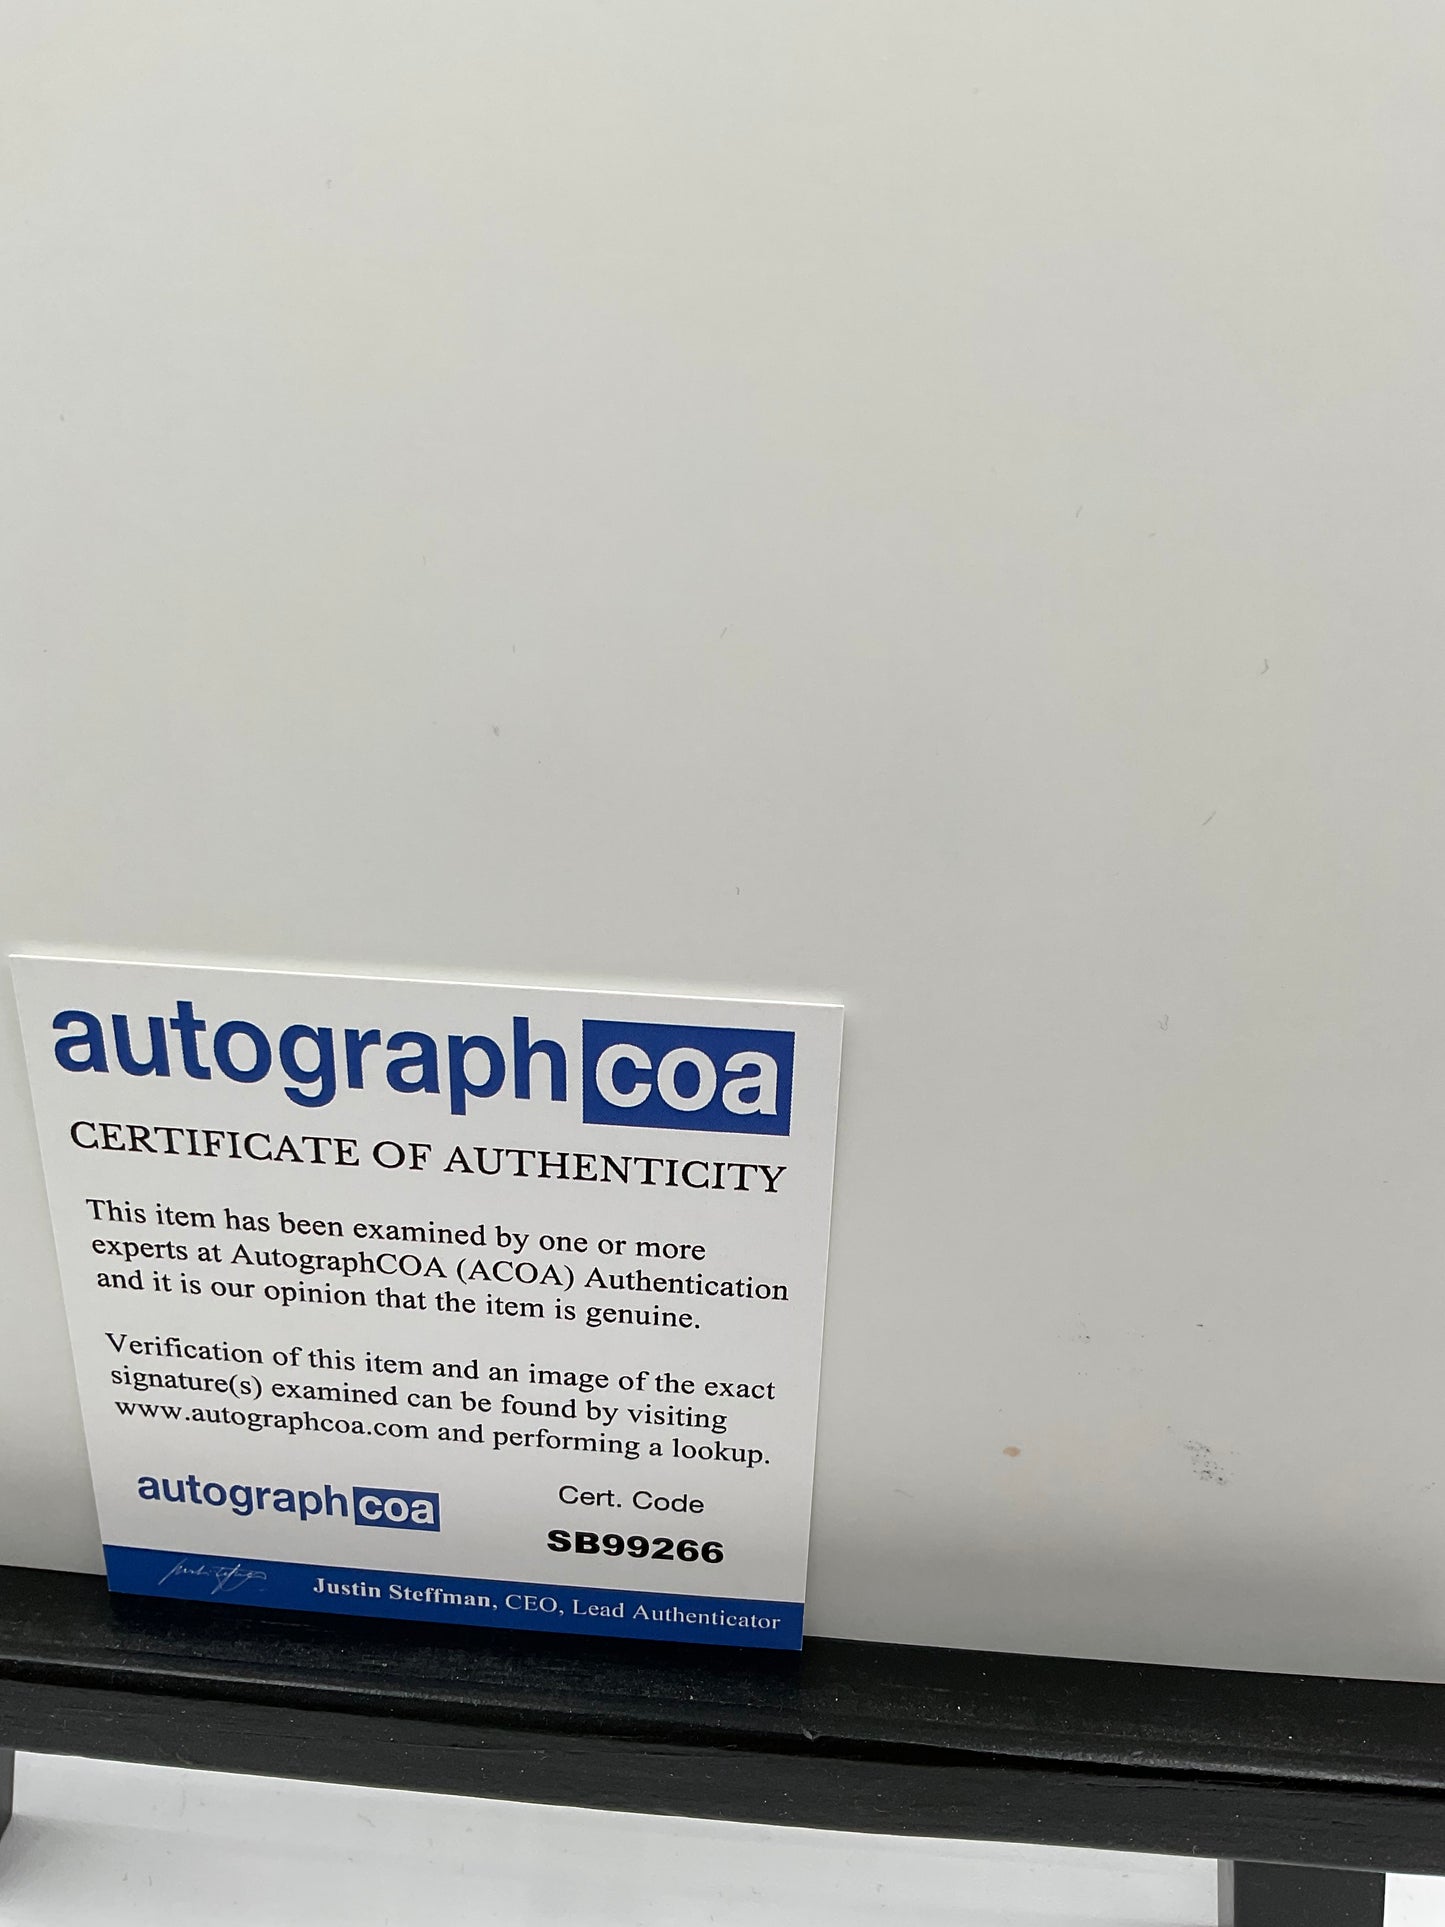 autographcoa
CERTIFICATE OF AUTHENTICITY
This item has been examined by one or more
experts at AutographCOA (ACOA) Authentication
and it is our opinion that the item is genuine.
Verification of this item and an image of the exact
signature(s) examined can be found by visiting
www.autographcoa.com and performing a lookup.
autographcoa
Cert. Code
SB99266
Justin Steffman, CEO, Lead Authenticator